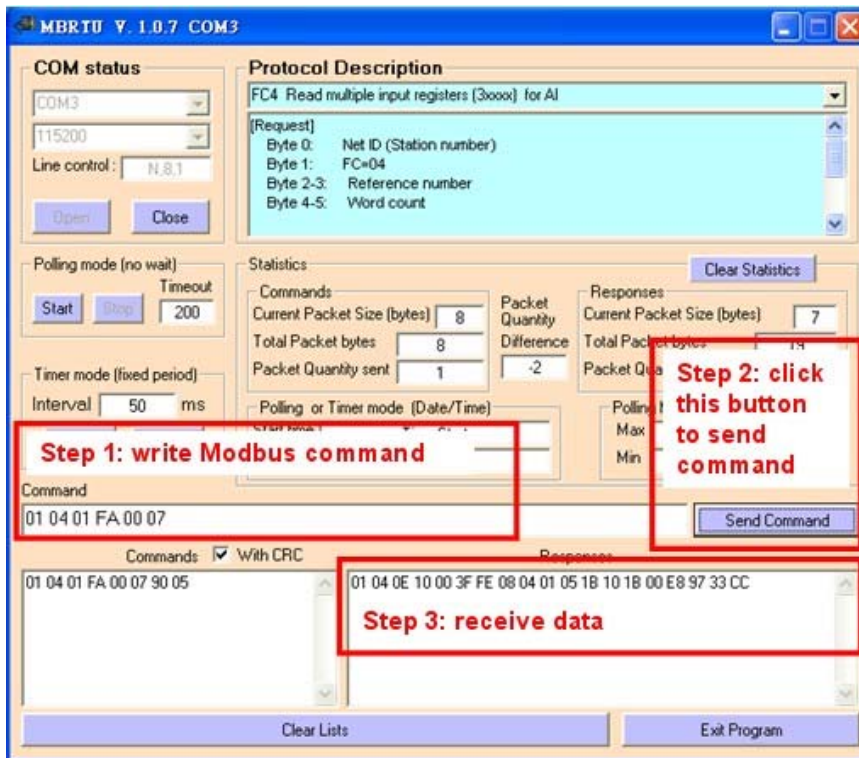 MBRTU V. 1.0.7 COM3
COM status
COM3
115200
Line control : N,8,1
Open Close
Protocol Description
FC4 Read multiple input registers (3xxxx) for AI
[Request]
Byte 0: Net ID (Station number)
Byte 1: FC=04
Byte 2-3: Reference number
Byte 4-5: Word count
Polling mode (no wait)
Timeout
Start Stop 200
Statistics
Clear Statistics
Commands
Current Packet Size (bytes) 8
Total Packet bytes 8
Packet Quantity sent 1
Packet
Quantity
Difference
-2
Responses
Current Packet Size (bytes) 7
Total Packet bytes
Packet
Timer mode (fixed period)
Interval 50 ms
Polling or Timer mode (Date/Time)
Start time
Polling
Max
Min
Step 1: write Modbus command
Step 2: click
this button
to send
command
Command
01 04 01 FA 00 07
Send Command
Commands With CRC
Responses
01 04 01 FA 00 07 90 05
01 04 0E 10 00 3F FE 08 04 01 05 1B 10 1B 00 E8 97 33 CC
Step 3: receive data
Clear Lists
Exit Program